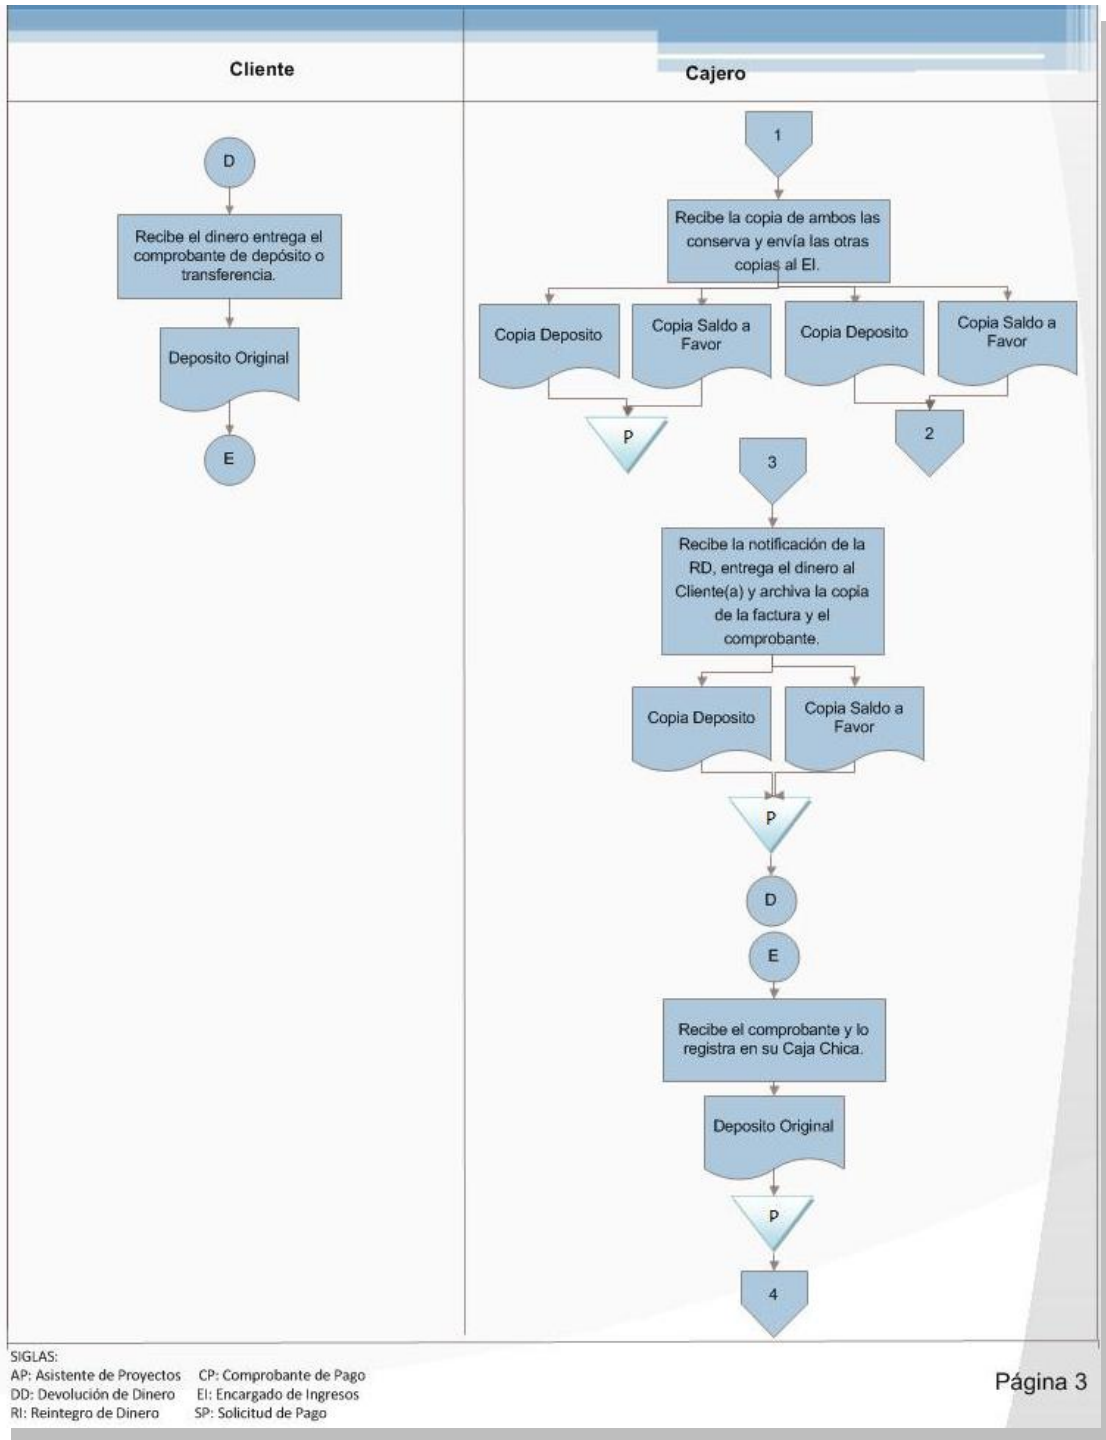 Cliente
Cajero
D
Recibe el dinero entrega el
comprobante de depósito o
transferencia.
Deposito Original
E
1
Recibe la copia de ambos las
conserva y envía las otras
copias al EI.
Copia Deposito
Copia Saldo a
Favor
Copia Deposito
Copia Saldo a
Favor
P
2
3
Recibe la notificación de la
RD, entrega el dinero al
Cliente(a) y archiva la copia
de la factura y el
comprobante.
Copia Deposito
Copia Saldo a
Favor
P
D
E
Recibe el comprobante y lo
registra en su Caja Chica.
Deposito Original
P
4
SIGLAS:
AP: Asistente de Proyectos CP: Comprobante de Pago
DD: Devolución de Dinero EI: Encargado de Ingresos
RI: Reintegro de Dinero SP: Solicitud de Pago
Página 3